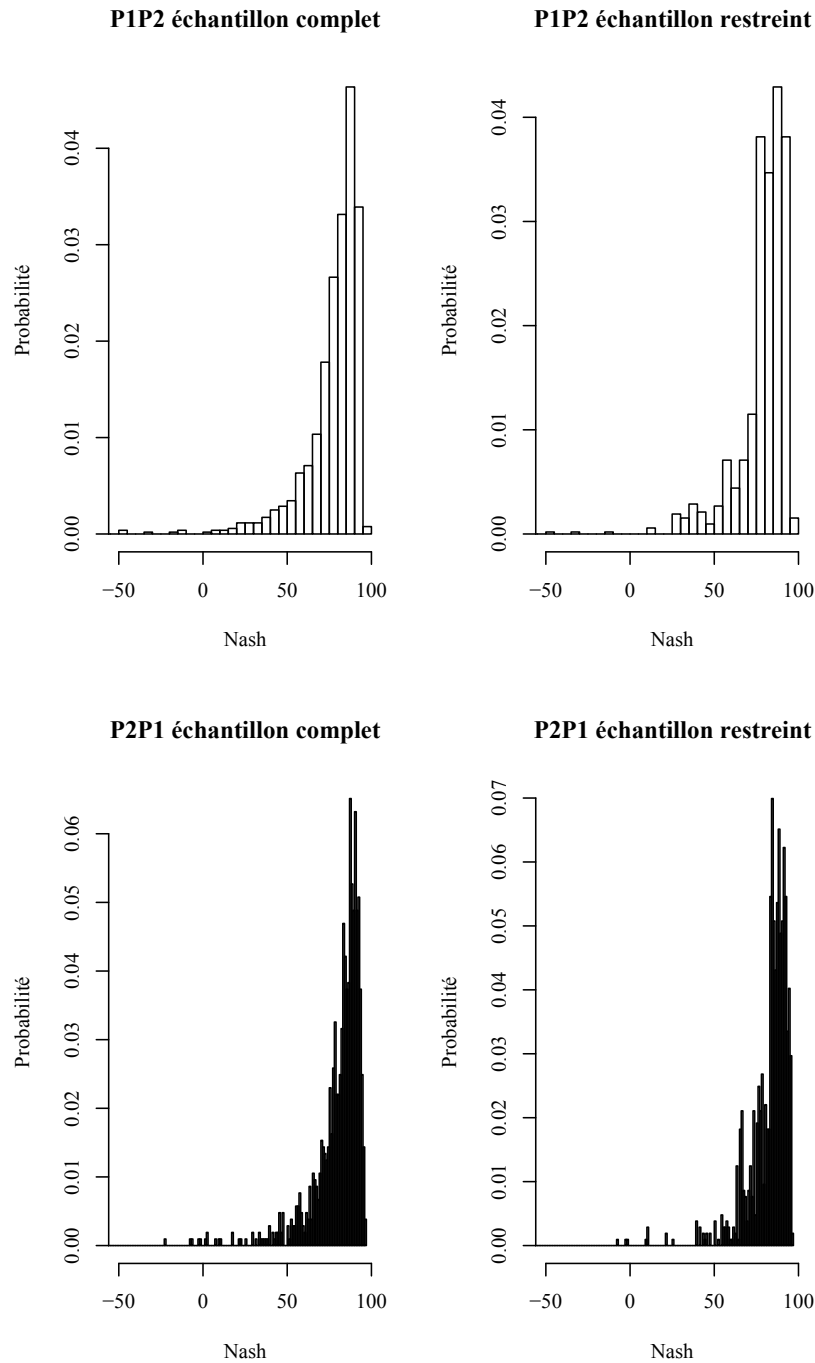 P1P2 échantillon complet
Probabilité
0.00 0.01 0.02 0.03 0.04
−50 0 50 100
Nash
P1P2 échantillon restreint
Probabilité
0.00 0.01 0.02 0.03 0.04
−50 0 50 100
Nash
P2P1 échantillon complet
Probabilité
0.00 0.01 0.02 0.03 0.04 0.05 0.06
−50 0 50 100
Nash
P2P1 échantillon restreint
Probabilité
0.00 0.01 0.02 0.03 0.04 0.05 0.06 0.07
−50 0 50 100
Nash